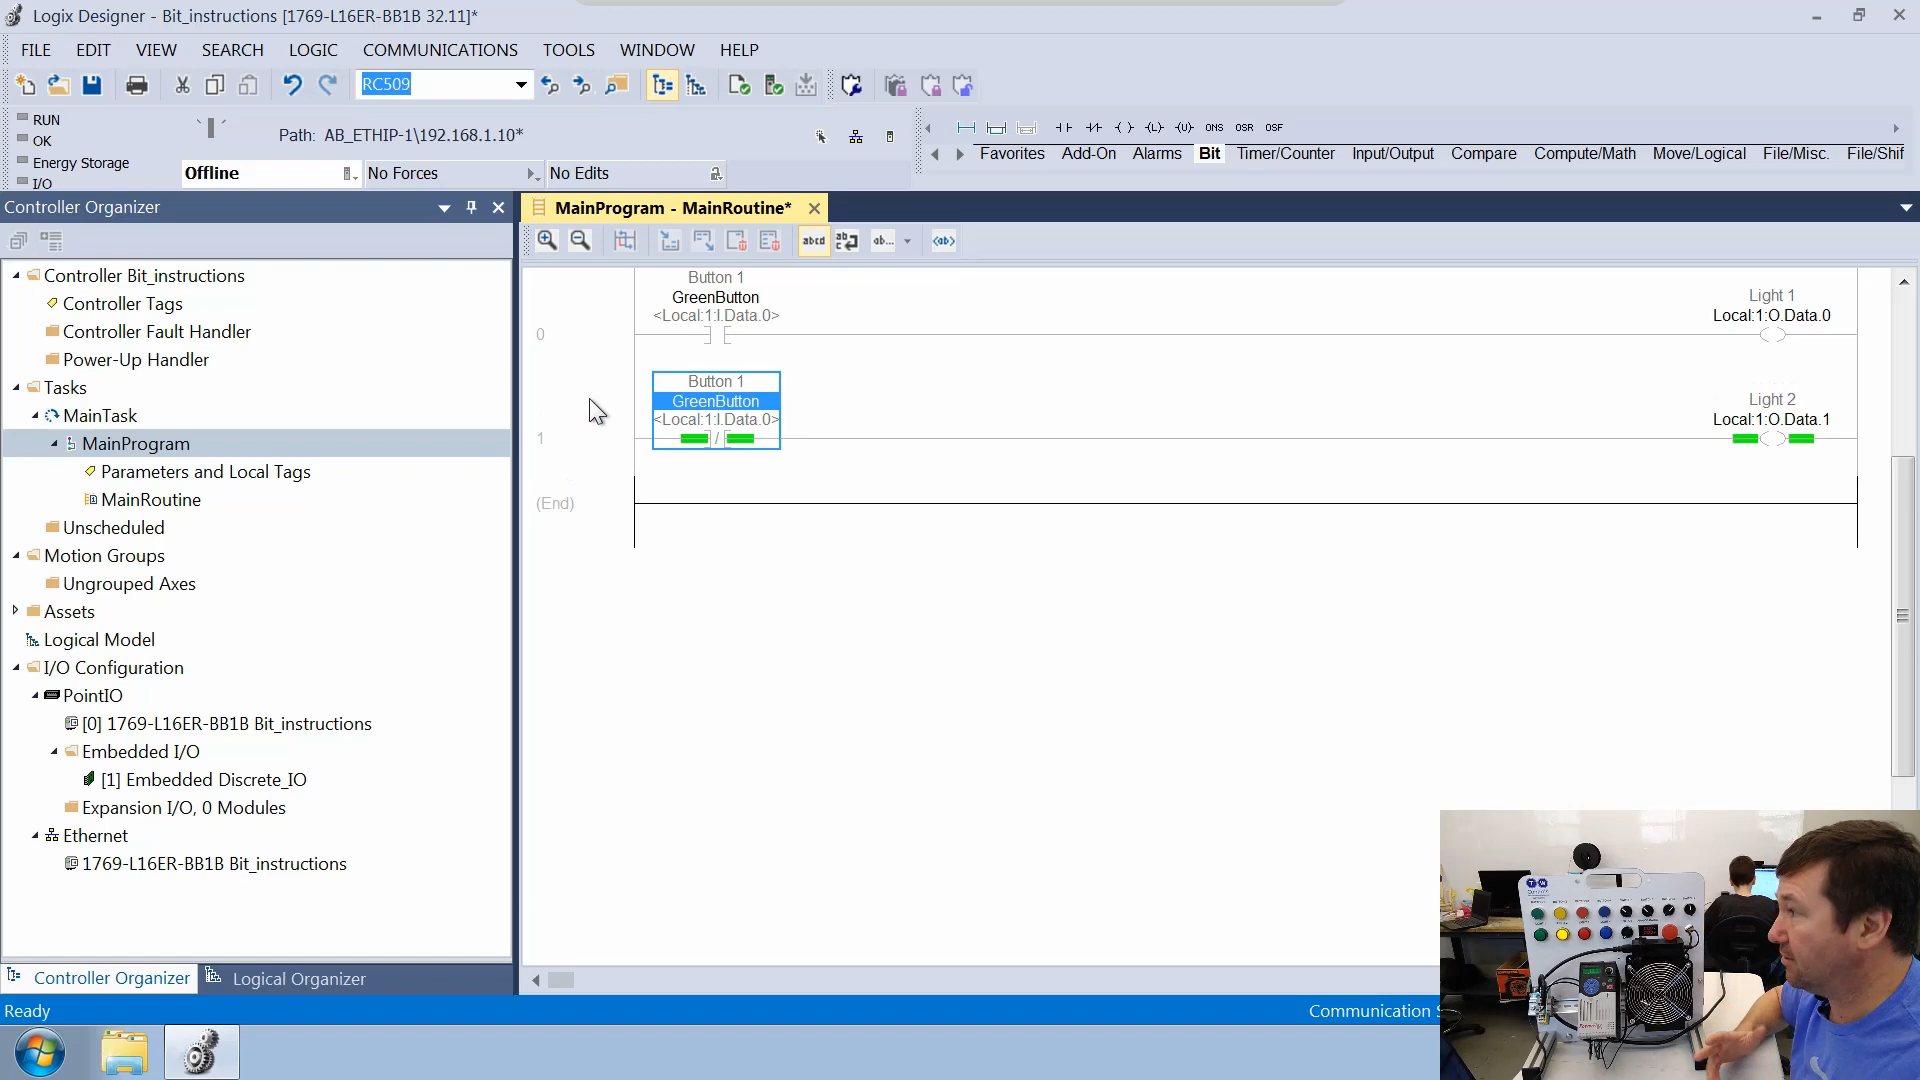 Logix Designer - Bit_instructions [1769-L16ER-BB1B 32.11]*
FILE EDIT VIEW SEARCH LOGIC COMMUNICATIONS TOOLS WINDOW HELP
RC509
RUN
OK
Energy Storage
I/O
Path: AB_ETHIP-1\192.168.1.10*
Offline
No Forces
No Edits
(L) (U) ONS OSR OSF
Favorites Add-On Alarms Bit Timer/Counter Input/Output Compare Compute/Math Move/Logical File/Misc. File/Shif
Controller Organizer
MainProgram - MainRoutine*
abcd ab c ab... <ab>
Controller Bit_instructions
Controller Tags
Controller Fault Handler
Power-Up Handler
Tasks
MainTask
MainProgram
Parameters and Local Tags
MainRoutine
Unscheduled
Motion Groups
Ungrouped Axes
Assets
Logical Model
I/O Configuration
PointIO
[0] 1769-L16ER-BB1B Bit_instructions
Embedded I/O
[1] Embedded Discrete_IO
Expansion I/O, 0 Modules
Ethernet
1769-L16ER-BB1B Bit_instructions
Button 1
GreenButton
<Local:1:I.Data.0>
Light 1
Local:1:O.Data.0
0
Button 1
GreenButton
<Local:1:I.Data.0>
Light 2
Local:1:O.Data.1
1
(End)
Controller Organizer
Logical Organizer
Ready
Communication S